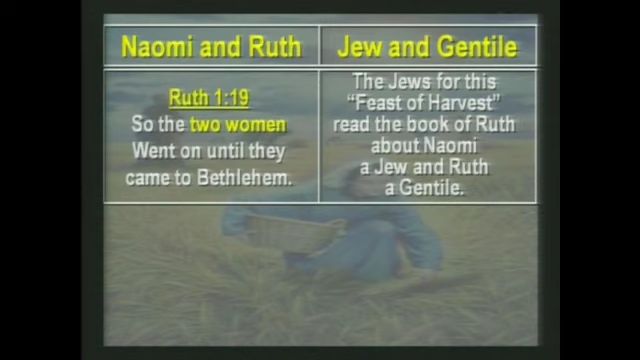 Naomi and Ruth
Jew and Gentile
Ruth 1:19
So the two women
Went on until they
came to Bethlehem.
The Jews for this
“Feast of Harvest”
read the book of Ruth
about Naomi
a Jew and Ruth
a Gentile.